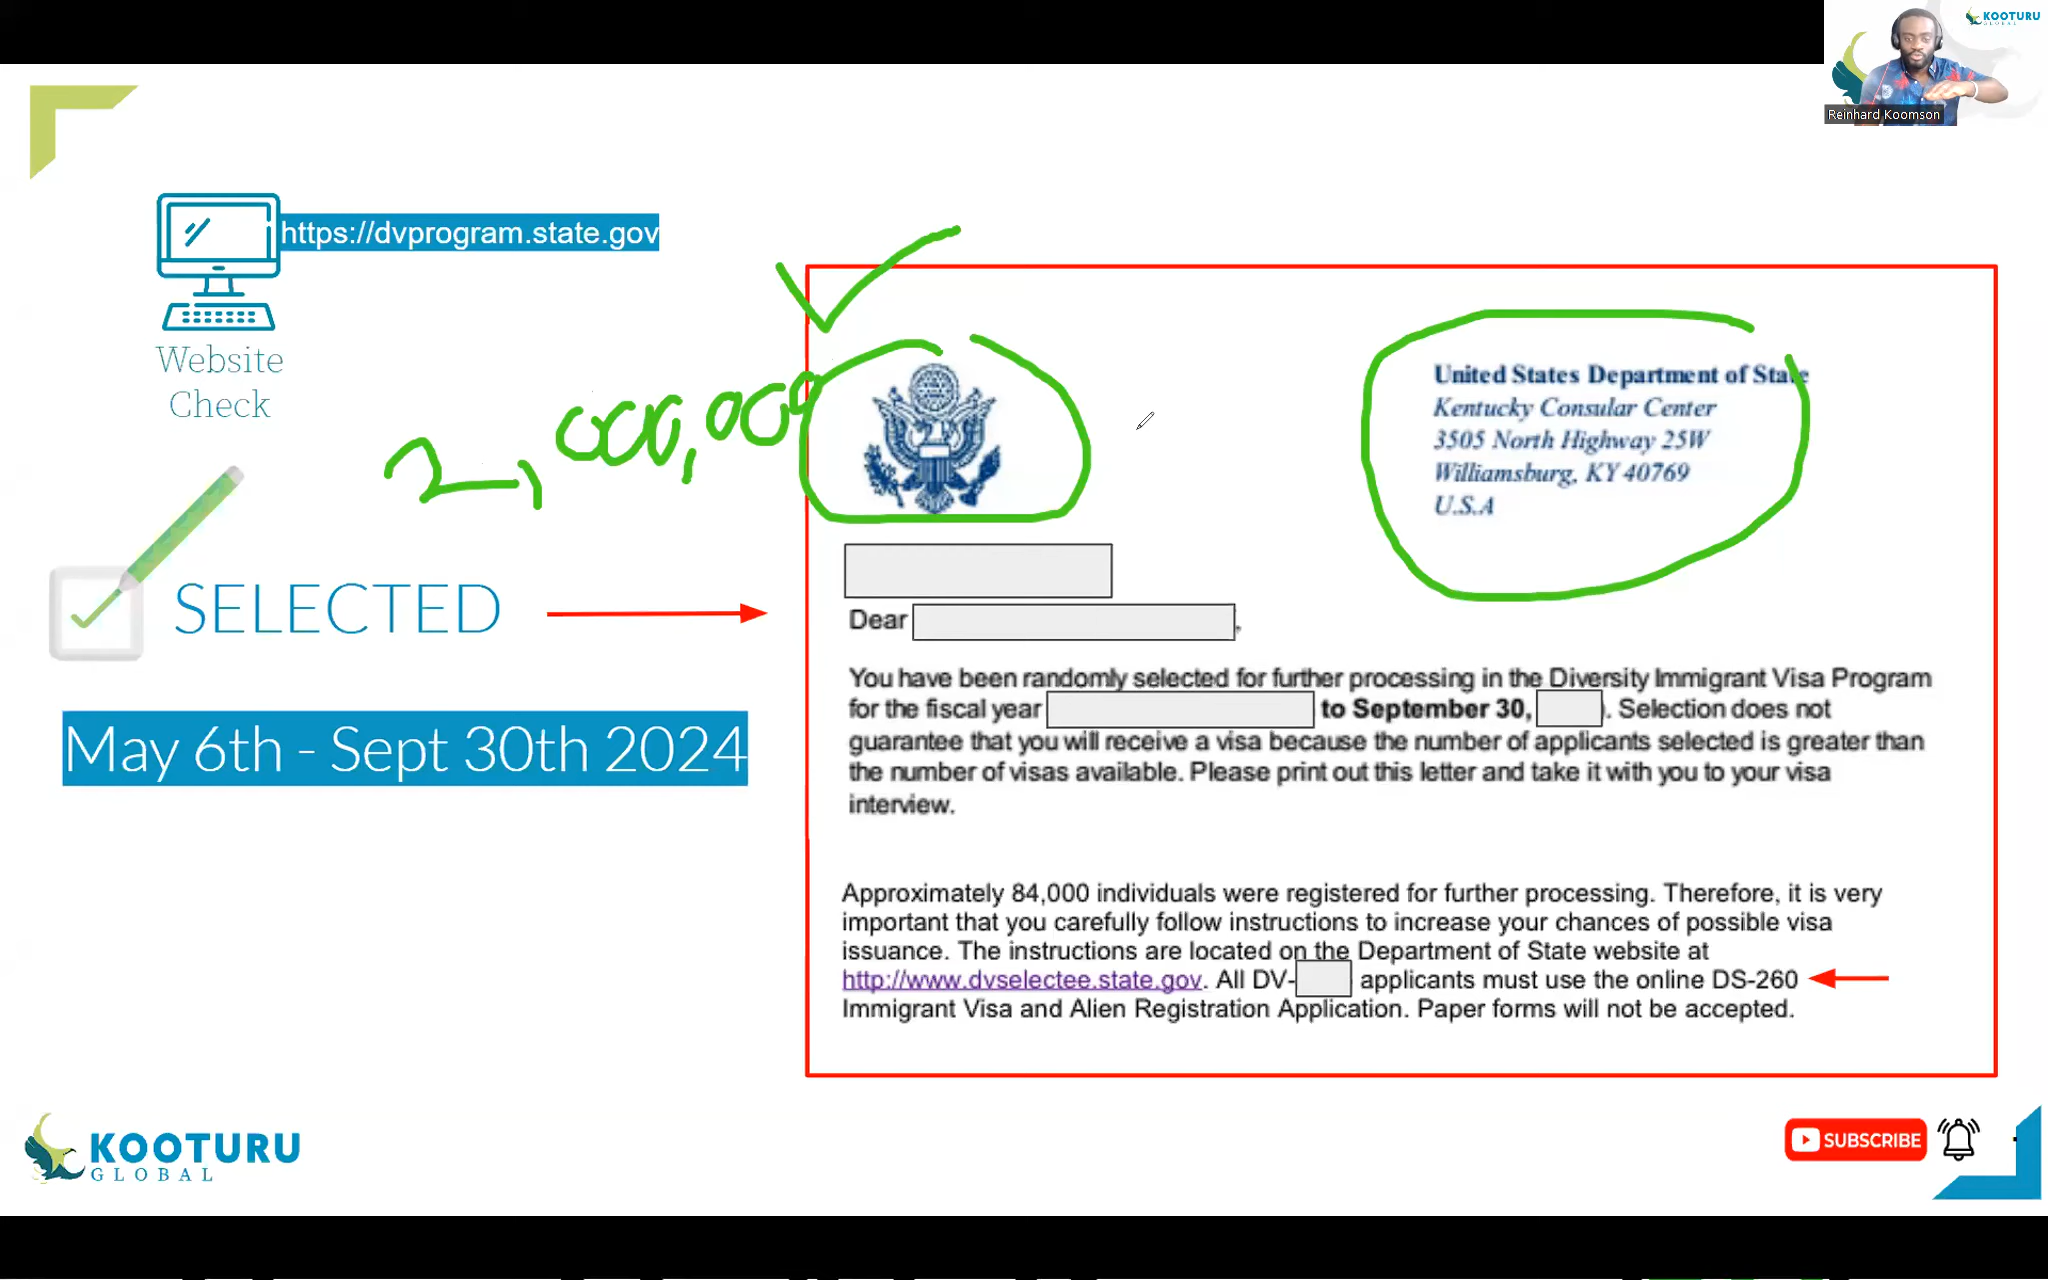 KOOTURU
GLOBAL
Reinhard Koomson
https://dvprogram.state.gov
Website
Check
2,000,000
SELECTED
May 6th - Sept 30th 2024
United States Department of State
Kentucky Consular Center
3505 North Highway 25W
Williamsburg, KY 40769
U.S.A
Dear ,
You have been randomly selected for further processing in the Diversity Immigrant Visa Program
for the fiscal year to September 30, ). Selection does not
guarantee that you will receive a visa because the number of applicants selected is greater than
the number of visas available. Please print out this letter and take it with you to your visa
interview.
Approximately 84,000 individuals were registered for further processing. Therefore, it is very
important that you carefully follow instructions to increase your chances of possible visa
issuance. The instructions are located on the Department of State website at
http://www.dvselectee.state.gov. All DV- applicants must use the online DS-260
Immigrant Visa and Alien Registration Application. Paper forms will not be accepted.
KOOTURU
GLOBAL
SUBSCRIBE